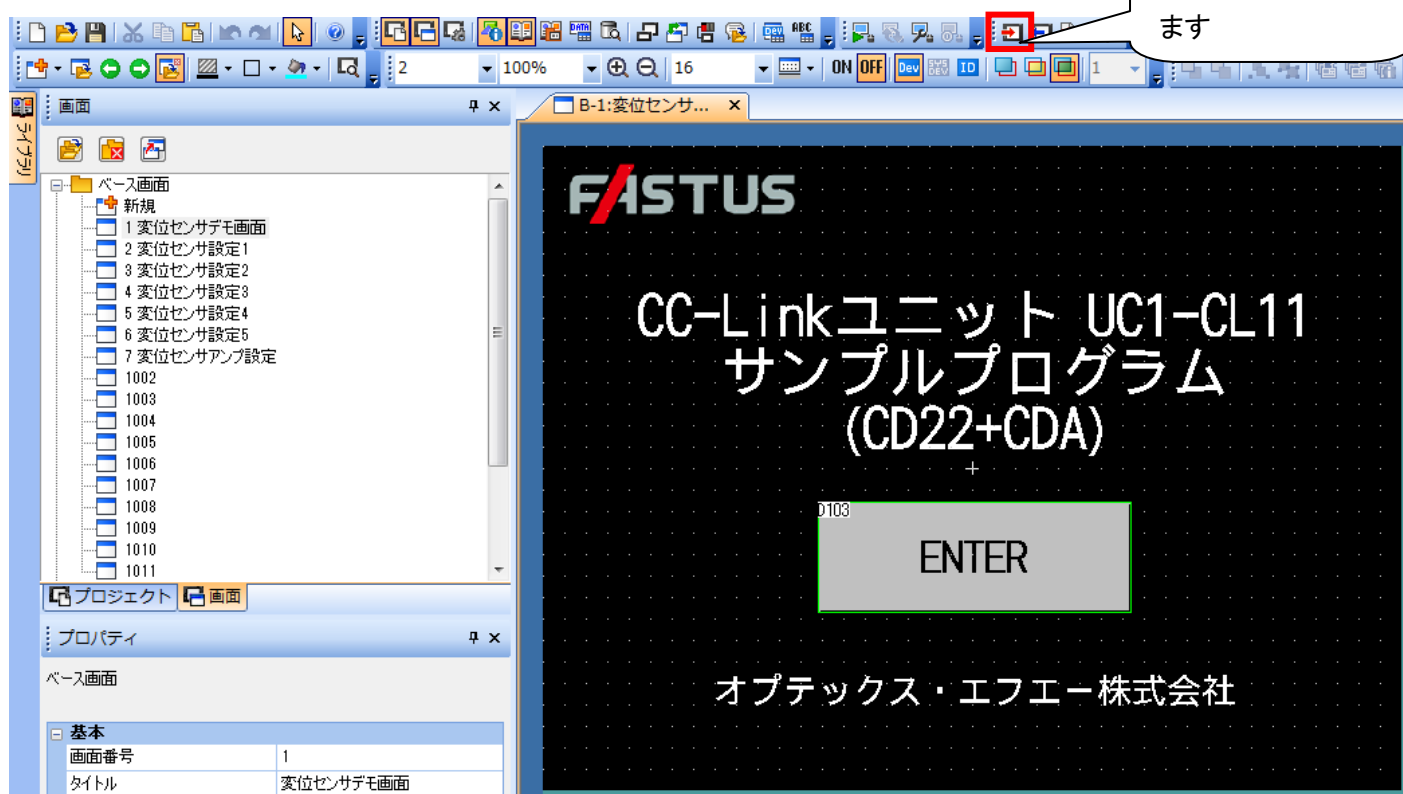 ます
DATA
Dev
ABC
2
100%
16
ON
OFF
Dev
SYS DEV
ID
1
ライブラリ
画面
B-1:変位センサ...
ベース画面
新規
1 変位センサデモ画面
2 変位センサ設定1
3 変位センサ設定2
4 変位センサ設定3
5 変位センサ設定4
6 変位センサ設定5
7 変位センサアンプ設定
1002
1003
1004
1005
1006
1007
1008
1009
1010
1011
プロジェクト
画面
プロパティ
ベース画面
基本
画面番号 1
タイトル 変位センサデモ画面
FASTUS
CC-Linkユニット UC1-CL11
サンプルプログラム
(CD22+CDA)
D103
ENTER
オプテックス・エフエー株式会社